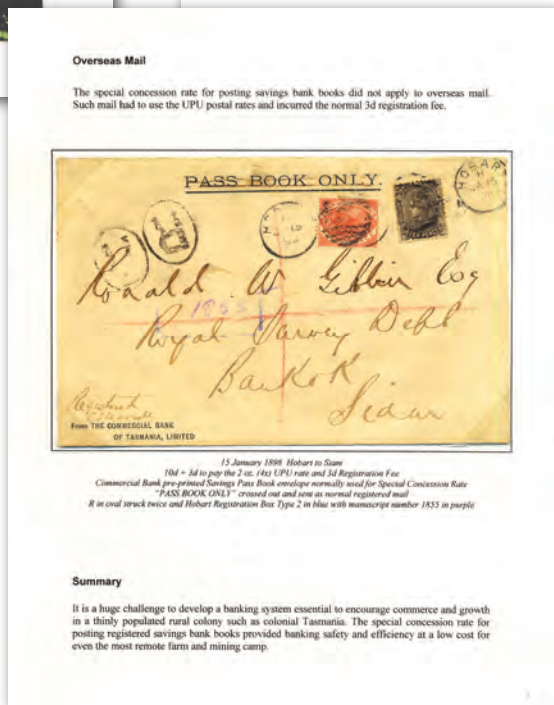 Overseas Mail
The special concession rate for posting savings bank books did not apply to overseas mail.
Such mail had to use the UPU postal rates and incurred the normal 3d registration fee.
PASS BOOK ONLY.
HOBAR
R
Ronald W Giblin Esq
1855
Royal Survey Dept
Bankok
Siam
Registered
From THE COMMERCIAL BANK
OF TASMANIA, LIMITED
15 January 1898 Hobart to Siam
10d + 3d to pay the 2 oz. (4x) UPU rate and 3d Registration Fee
Commercial Bank pre-printed Savings Pass Book envelope normally used for Special Concession Rate
"PASS BOOK ONLY" crossed out and sent as normal registered mail
R in oval struck twice and Hobart Registration Box Type 2 in blue with manuscript number 1855 in purple
Summary
It is a huge challenge to develop a banking system essential to encourage commerce and growth
in a thinly populated rural colony such as colonial Tasmania. The special concession rate for
posting registered savings bank books provided banking safety and efficiency at a low cost for
even the most remote farm and mining camp.